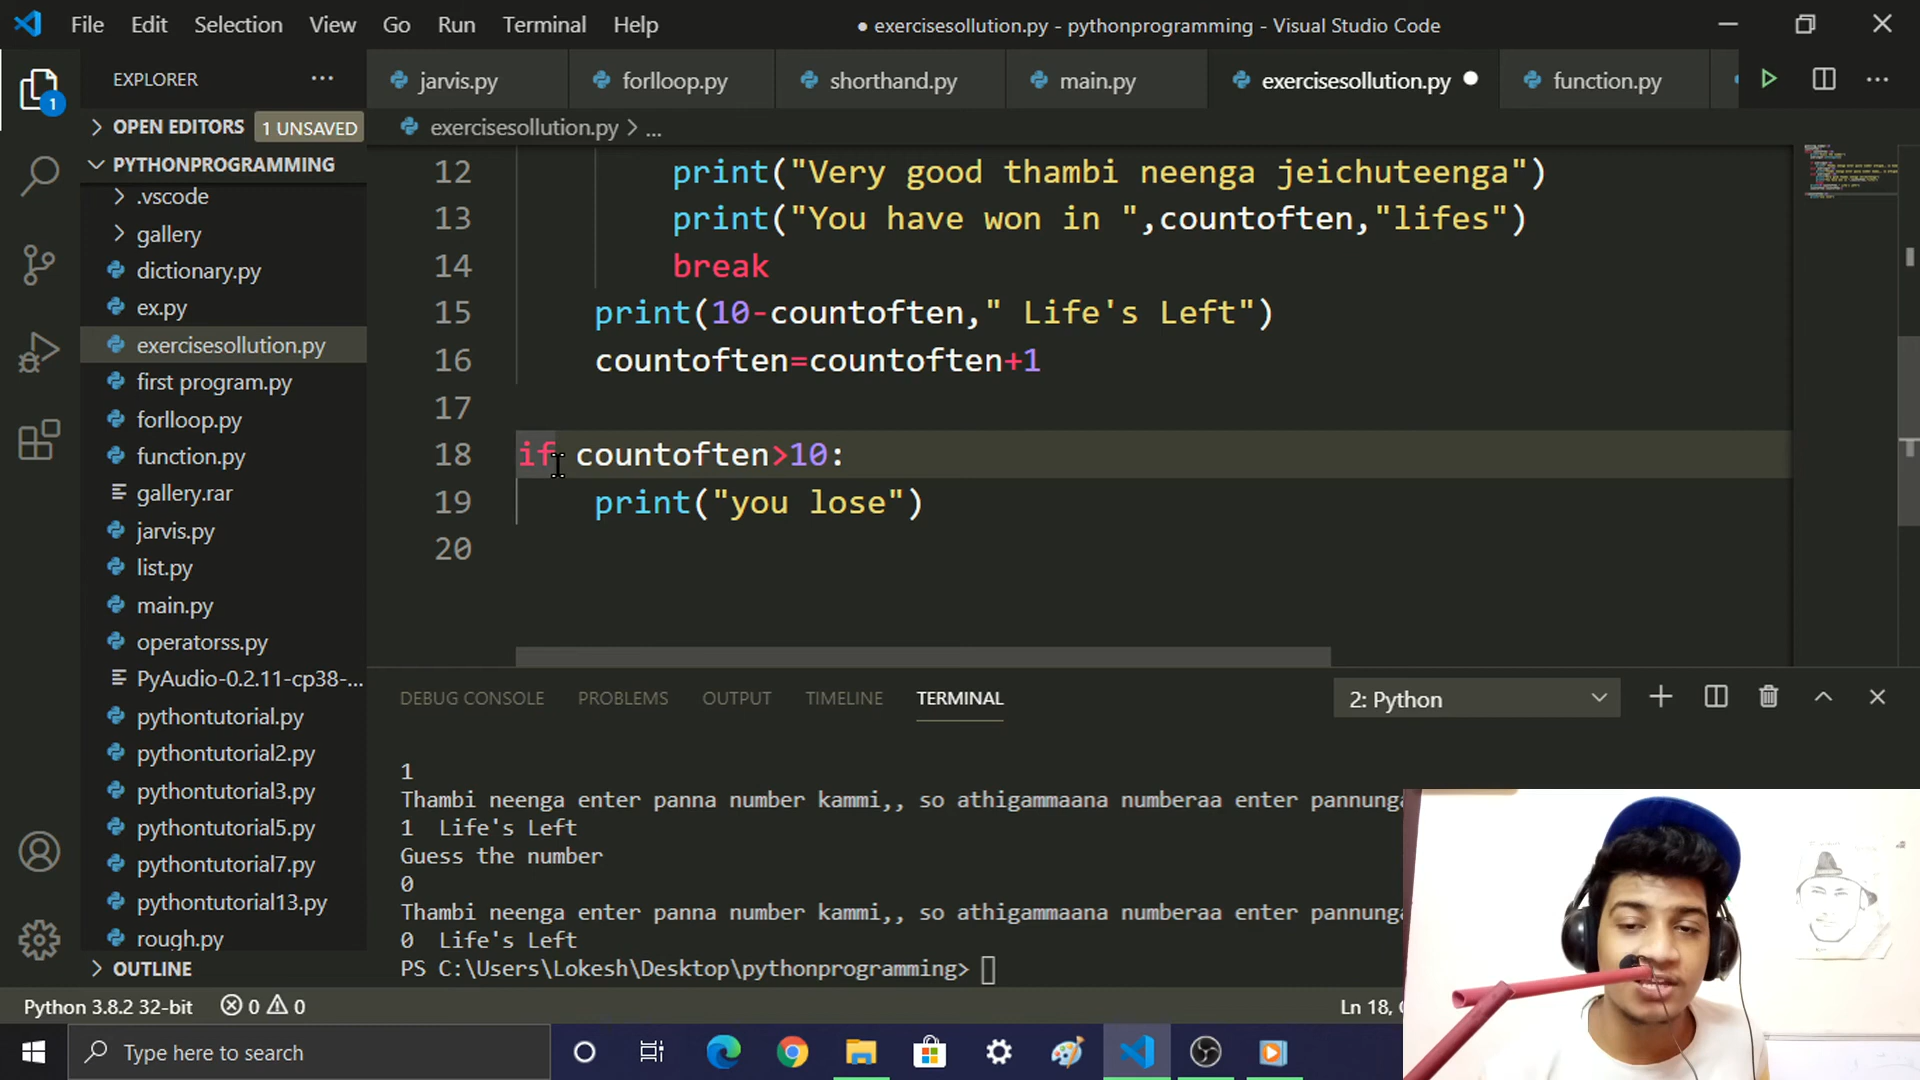 File Edit Selection View Go Run Terminal Help
● exercisesollution.py - pythonprogramming - Visual Studio Code
EXPLORER
jarvis.py forlloop.py shorthand.py main.py exercisesollution.py function.py
1
OPEN EDITORS 1 UNSAVED
exercisesollution.py > ...
PYTHONPROGRAMMING
.vscode
gallery
dictionary.py
ex.py
exercisesollution.py
first program.py
forlloop.py
function.py
gallery.rar
jarvis.py
list.py
main.py
operatorss.py
PyAudio-0.2.11-cp38-...
pythontutorial.py
pythontutorial2.py
pythontutorial3.py
pythontutorial5.py
pythontutorial7.py
pythontutorial13.py
rough.py
OUTLINE
12 print("Very good thambi neenga jeichuteenga")
13 print("You have won in ",countoften,"lifes")
14 break
15 print(10-countoften," Life's Left")
16 countoften=countoften+1
17
18 if countoften>10:
19 print("you lose")
20
DEBUG CONSOLE PROBLEMS OUTPUT TIMELINE TERMINAL 2: Python
1
Thambi neenga enter panna number kammi,, so athigammaana numberaa enter pannunga
1 Life's Left
Guess the number
0
Thambi neenga enter panna number kammi,, so athigammaana numberaa enter pannunga
0 Life's Left
PS C:\Users\Lokesh\Desktop\pythonprogramming>
Python 3.8.2 32-bit 0 0 Ln 18,
Type here to search